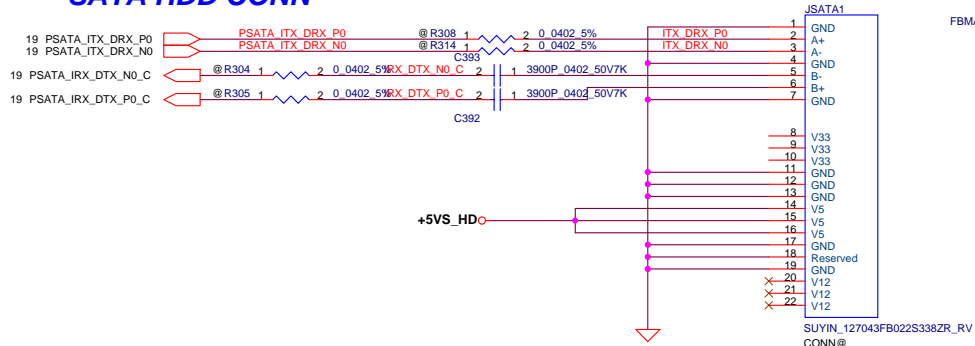 SATA HDD CONN
JSATA1
FBMA
19 PSATA_ITX_DRX_P0 PSATA_ITX_DRX_P0 @ R308 1 2 0_0402_5% ITX_DRX_P0 1 GND
19 PSATA_ITX_DRX_N0 PSATA_ITX_DRX_N0 @ R314 1 2 0_0402_5% ITX_DRX_N0 2 A+
C393 3 A-
4 GND
19 PSATA_IRX_DTX_N0_C @ R304 1 2 0_0402_5% IRX_DTX_N0_C 2 1 3900P_0402_50V7K 5 B-
6 B+
19 PSATA_IRX_DTX_P0_C @ R305 1 2 0_0402_5% IRX_DTX_P0_C 2 1 3900P_0402_50V7K 7 GND
C392
8 V33
9 V33
10 V33
11 GND
12 GND
13 GND
14 V5
+5VS_HD 15 V5
16 V5
17 GND
18 Reserved
19 GND
20 V12
21 V12
22 V12
SUYIN_127043FB022S338ZR_RV
CONN@